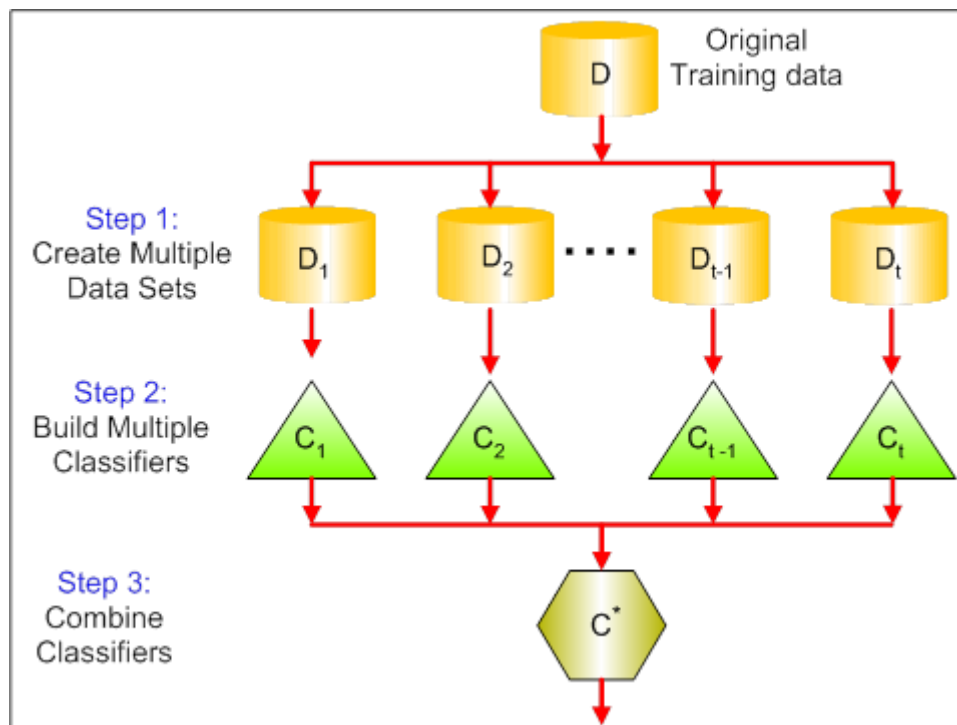 D
Original
Training data
Step 1:
Create Multiple
Data Sets
D1
D2
....
Dt-1
Dt
Step 2:
Build Multiple
Classifiers
C1
C2
Ct -1
Ct
Step 3:
Combine
Classifiers
C*